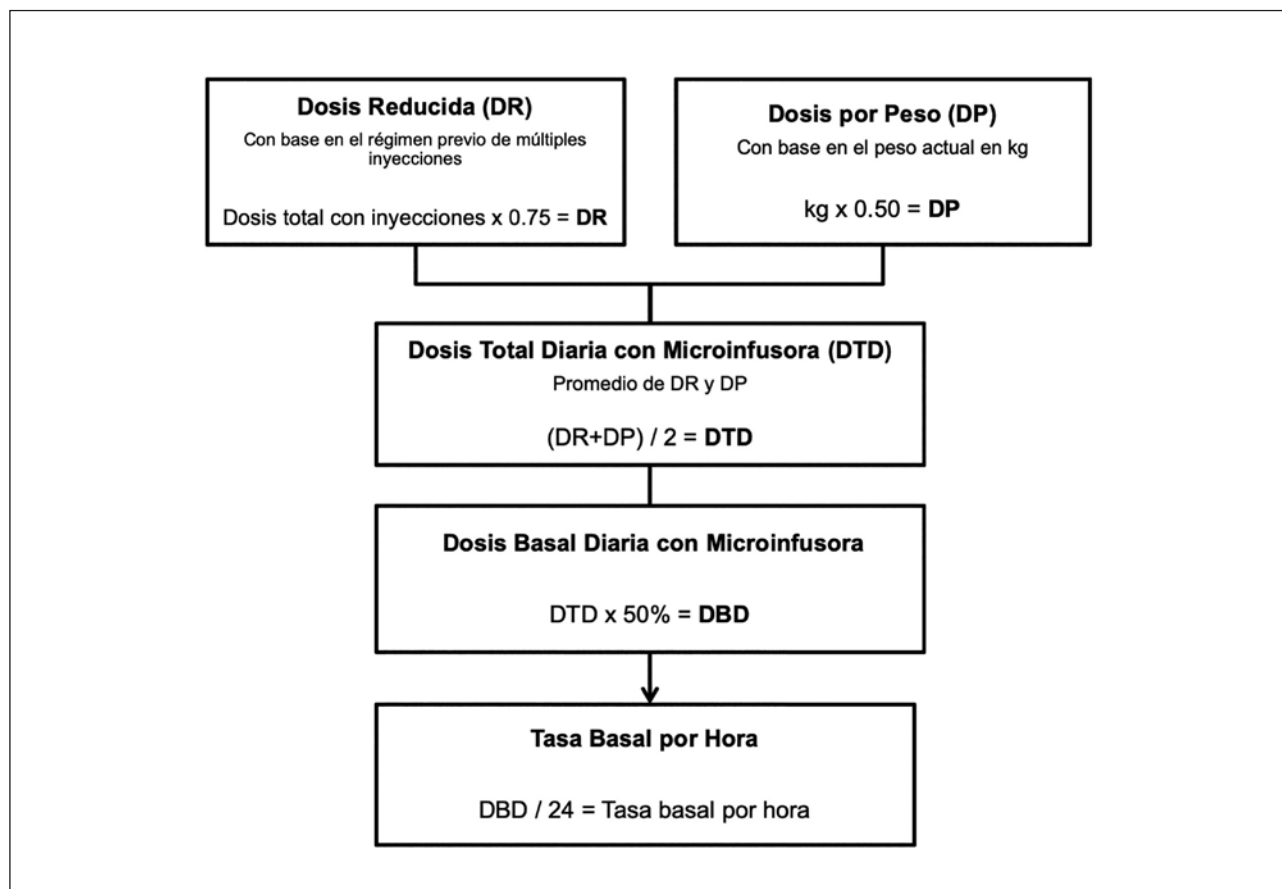 Dosis Reducida (DR)
Con base en el régimen previo de múltiples
inyecciones
Dosis total con inyecciones x 0.75 = DR
Dosis por Peso (DP)
Con base en el peso actual en kg
kg x 0.50 = DP
Dosis Total Diaria con Microinfusora (DTD)
Promedio de DR y DP
(DR+DP) / 2 = DTD
Dosis Basal Diaria con Microinfusora
DTD x 50% = DBD
Tasa Basal por Hora
DBD / 24 = Tasa basal por hora